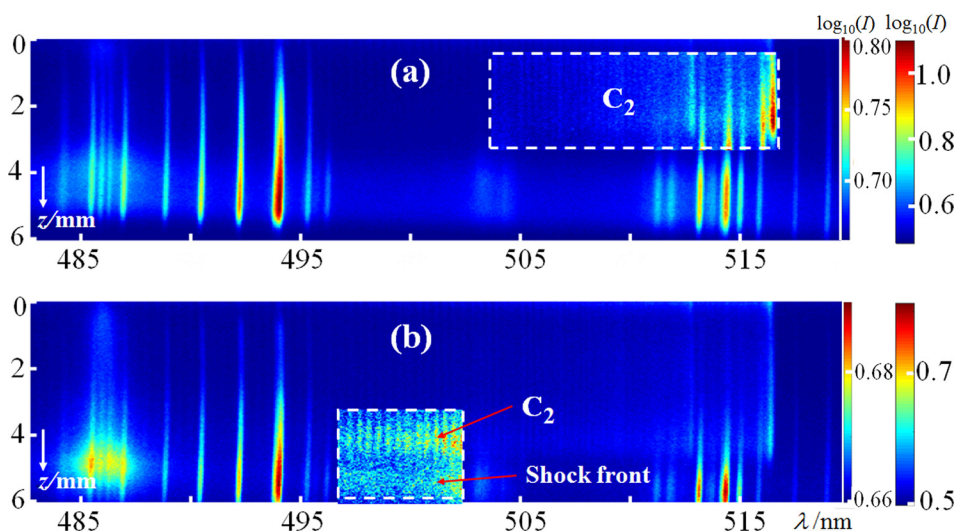 log₁₀(I) log₁₀(I)
0 (a) 0.80 1.0
C₂
2 0.75
4 0.70 0.6
z/mm
6
485 495 505 515
0 (b)
2 0.68 0.7
C₂
4
Shock front
z/mm
6 0.66 0.5
485 495 505 515 λ/nm